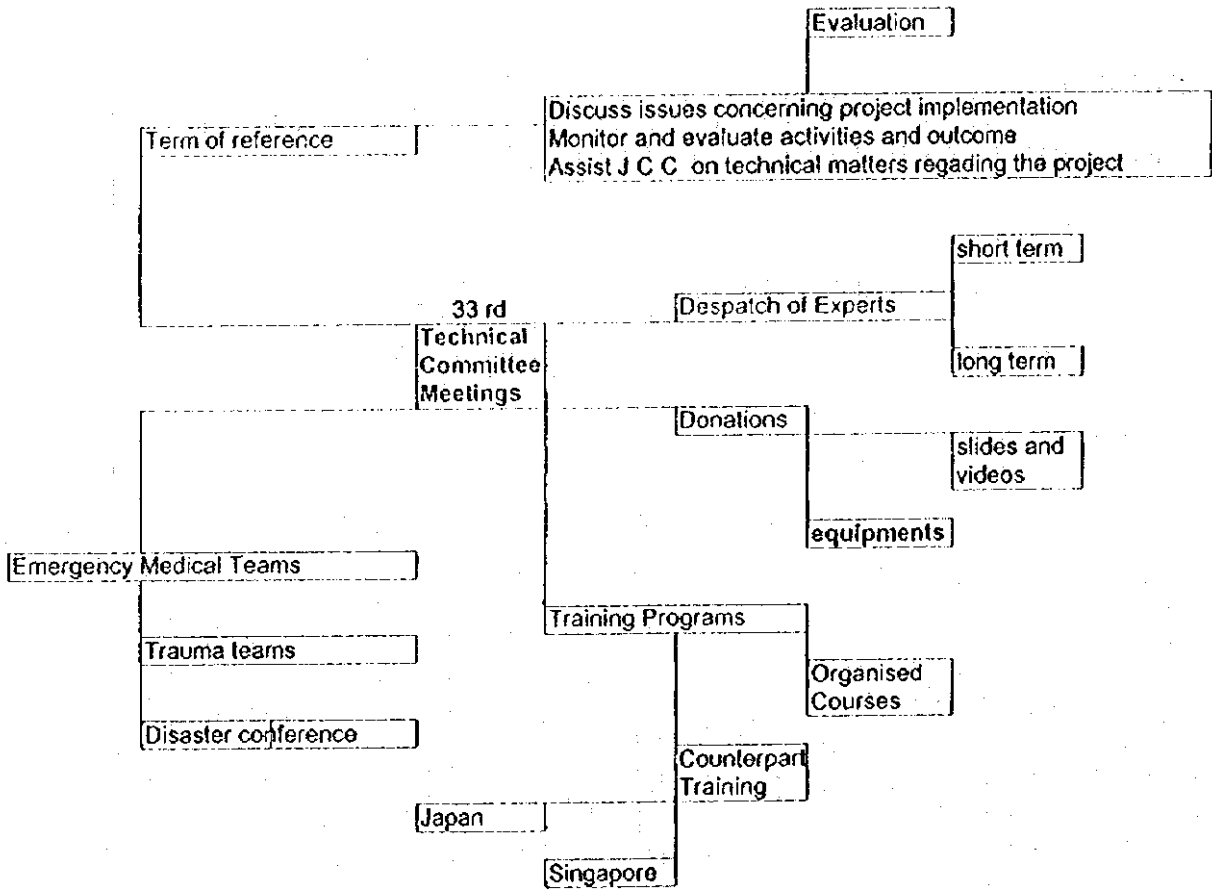 Evaluation
Discuss issues concerning project implementation
Monitor and evaluate activities and outcome
Assist J C C on technical matters regading the project
Term of reference
short term
33 rd
Despatch of Experts
Technical
Committee
Meetings
long term
Donations
slides and
videos
equipments
Emergency Medical Teams
Training Programs
Trauma teams
Organised
Courses
Disaster conference
Counterpart
Training
Japan
Singapore